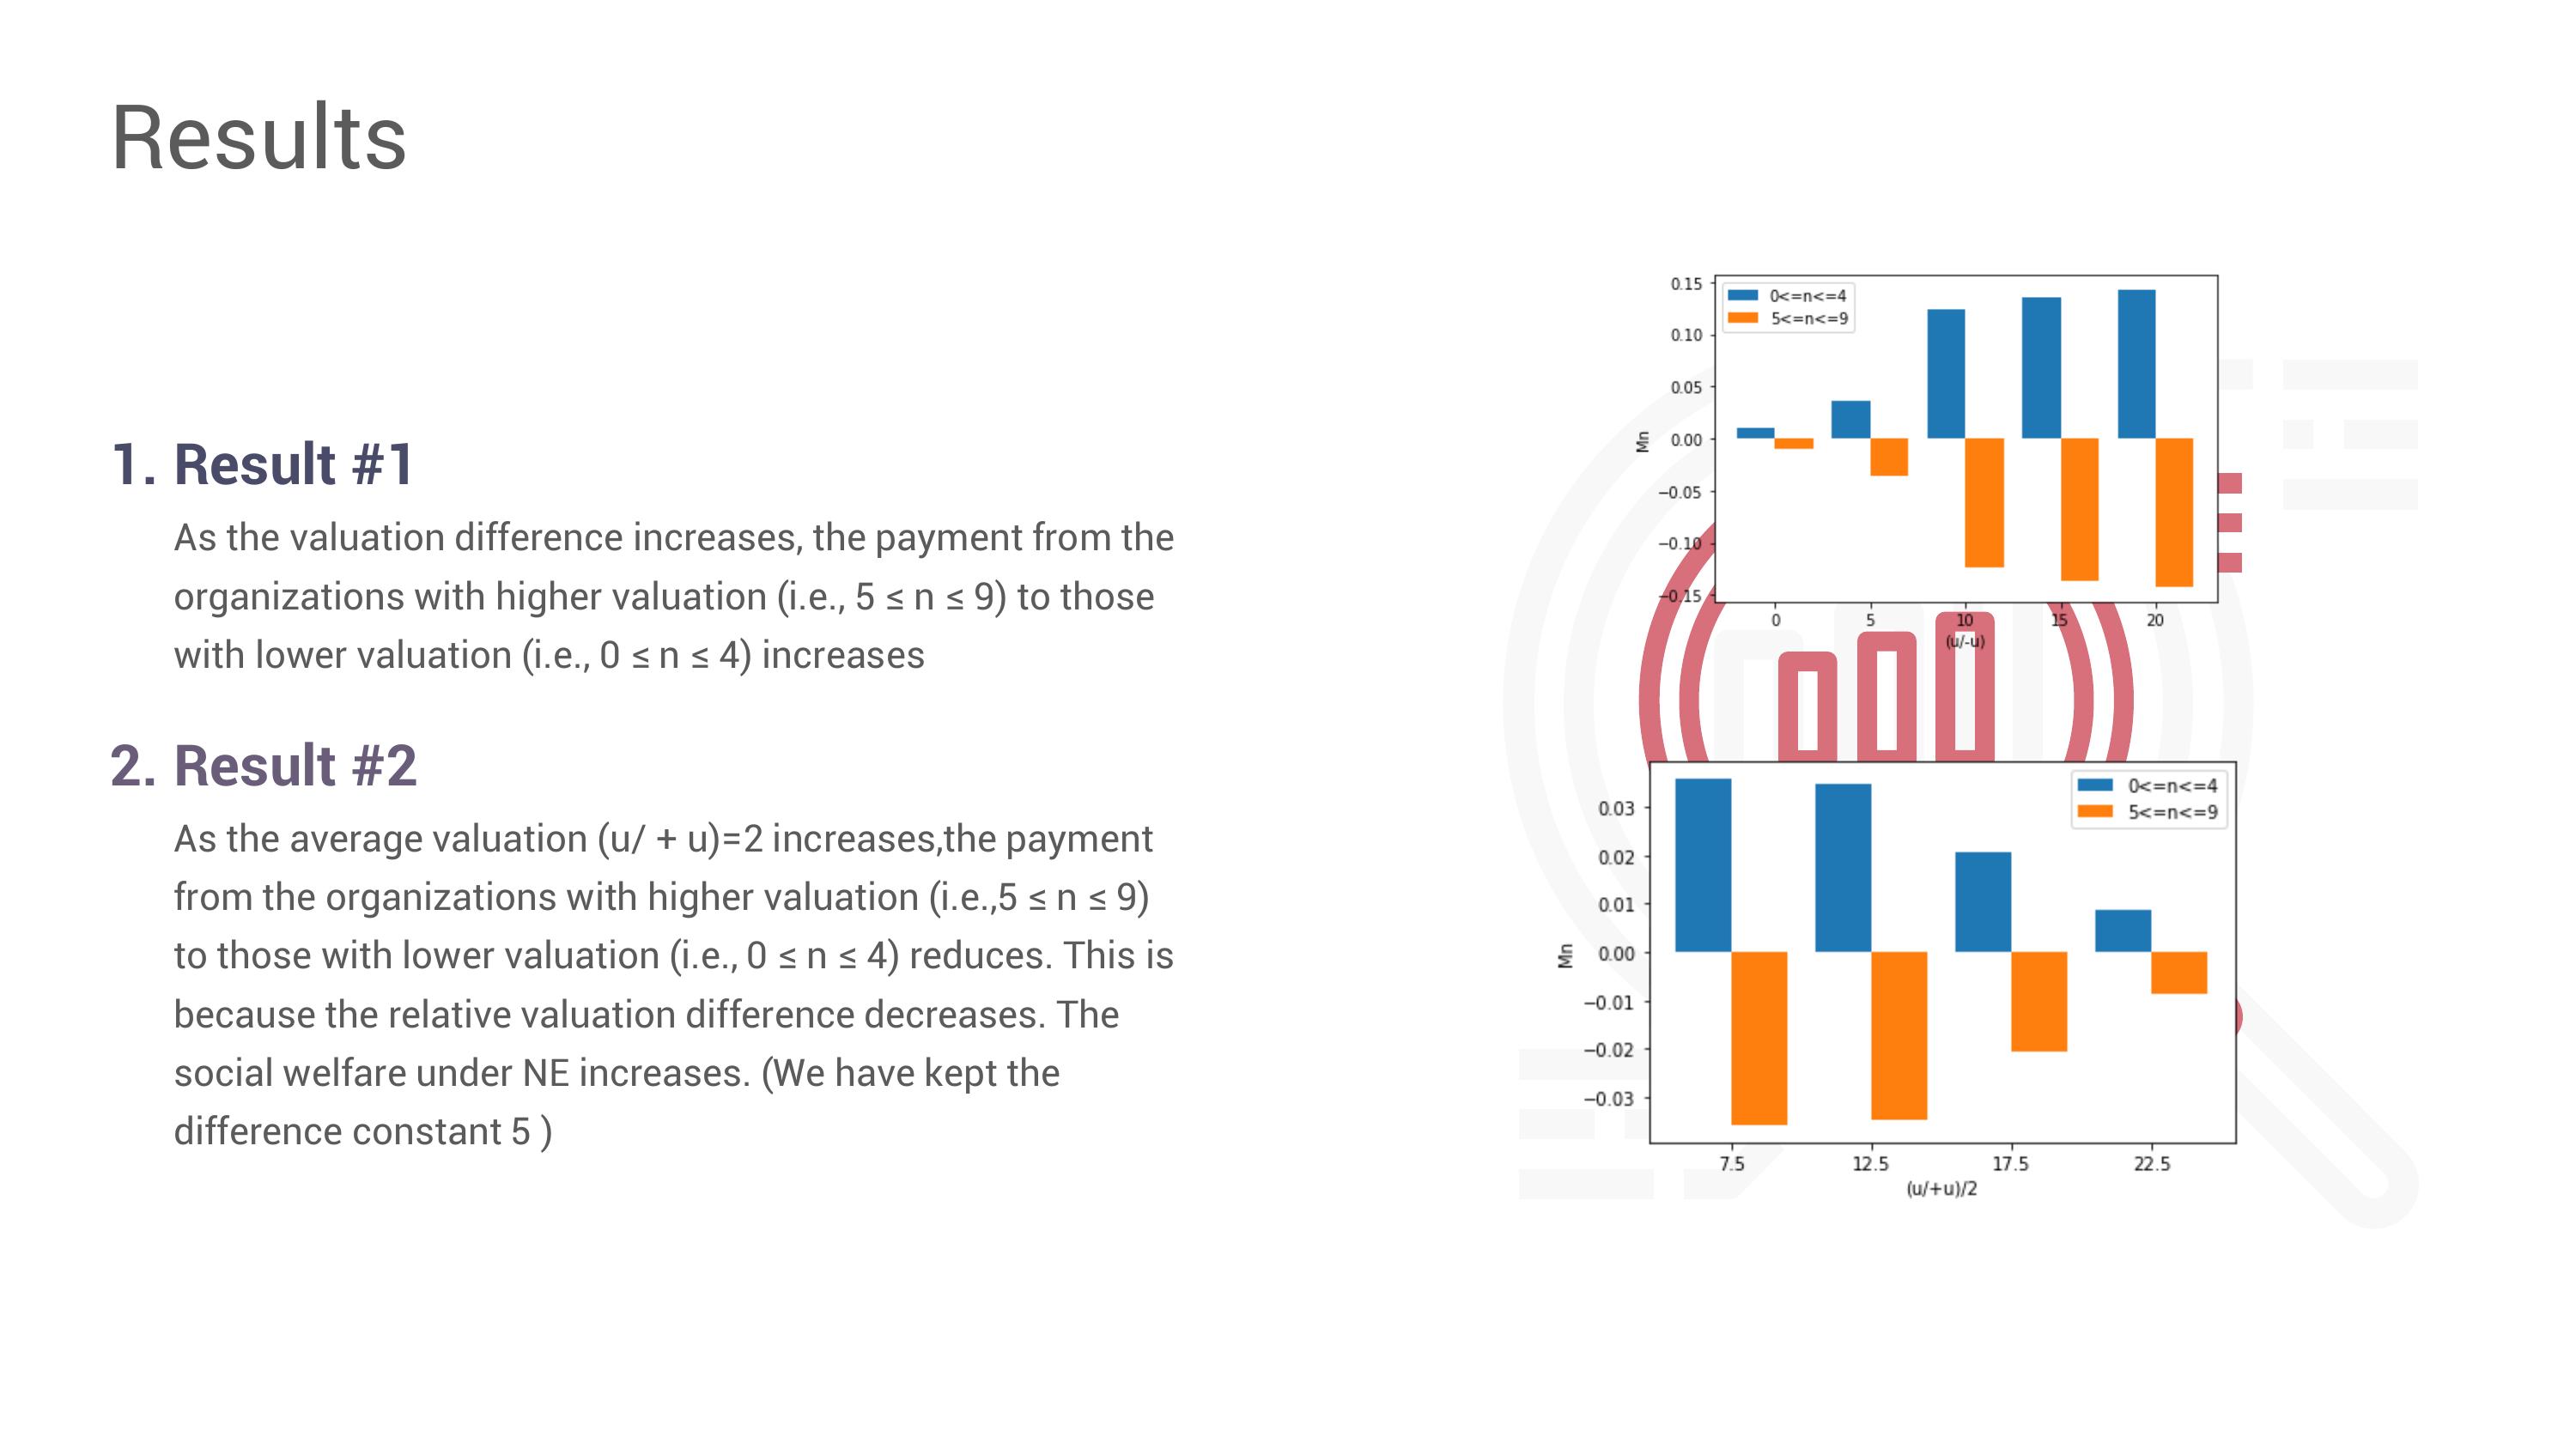 Results
1. Result #1
As the valuation difference increases, the payment from the
organizations with higher valuation (i.e., 5 ≤ n ≤ 9) to those
with lower valuation (i.e., 0 ≤ n ≤ 4) increases
2. Result #2
As the average valuation (u/ + u)=2 increases,the payment
from the organizations with higher valuation (i.e.,5 ≤ n ≤ 9)
to those with lower valuation (i.e., 0 ≤ n ≤ 4) reduces. This is
because the relative valuation difference decreases. The
social welfare under NE increases. (We have kept the
difference constant 5 )
0<=n<=4
5<=n<=9
0.15
0.10
0.05
0.00
−0.05
−0.10
−0.15
Mn
0 5 10 15 20
(u/-u)
0<=n<=4
5<=n<=9
0.03
0.02
0.01
0.00
−0.01
−0.02
−0.03
Mn
7.5 12.5 17.5 22.5
(u/+u)/2